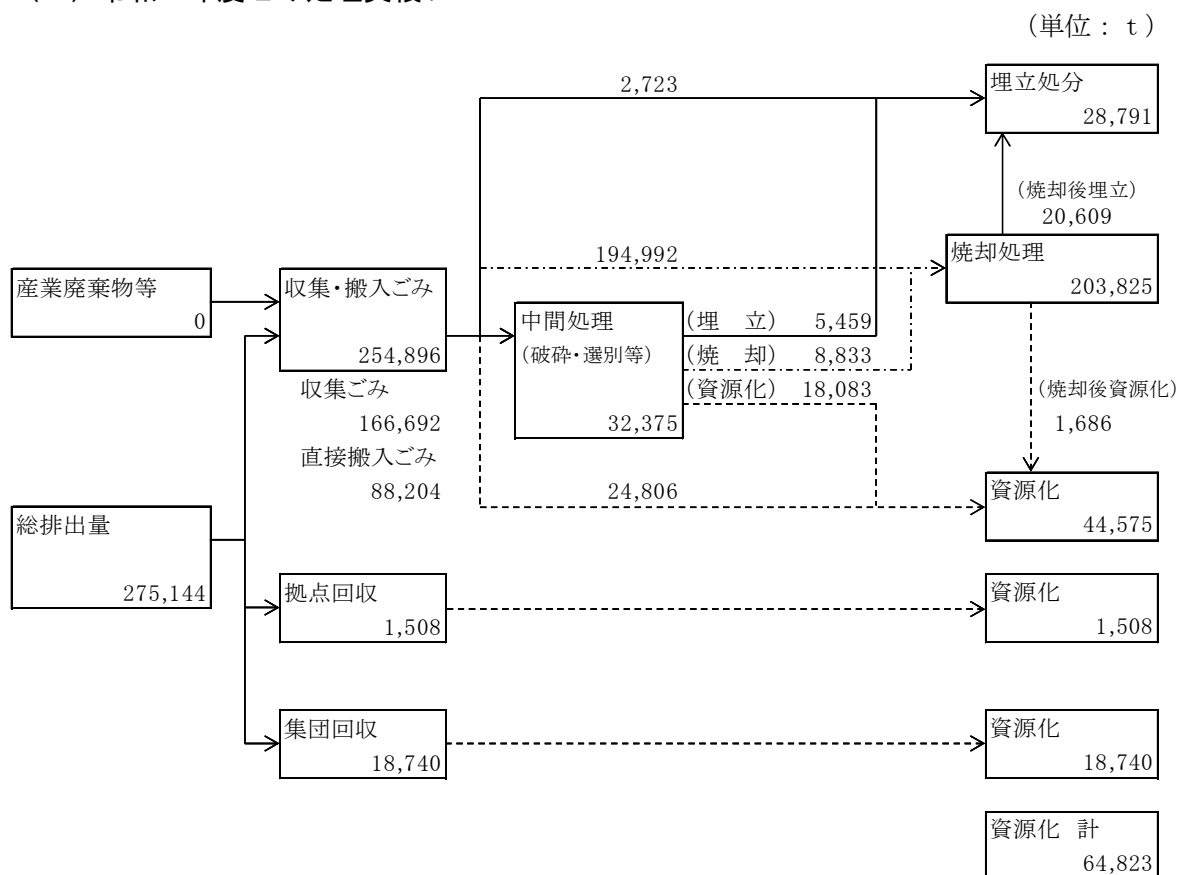 （単位：ｔ）
2,723
埋立処分
28,791
（焼却後埋立）
20,609
194,992
焼却処理
203,825
産業廃棄物等
0
収集・搬入ごみ
254,896
中間処理
（破砕・選別等）
32,375
（埋　立） 5,459
（焼　却） 8,833
（資源化） 18,083
収集ごみ
166,692
直接搬入ごみ
88,204
（焼却後資源化）
1,686
24,806
資源化
44,575
総排出量
275,144
拠点回収
1,508
資源化
1,508
集団回収
18,740
資源化
18,740
資源化 計
64,823